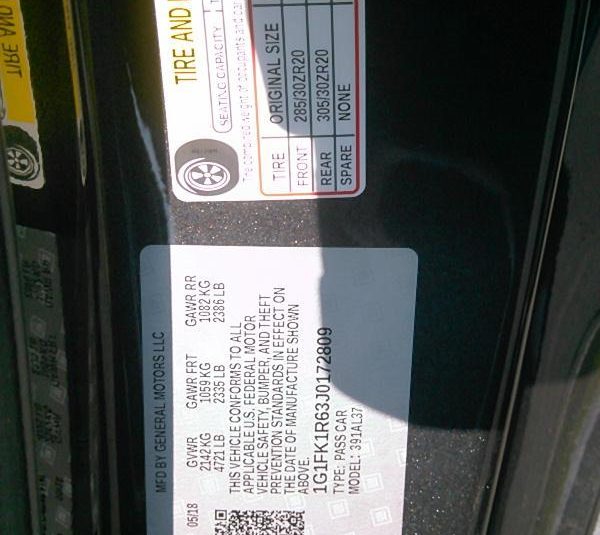 TIRE AND
SEATING CAPACITY
The combined weight of occupants and
TIRE ORIGINAL SIZE
FRONT 285/30ZR20
REAR 305/30ZR20
SPARE NONE
MFD BY GENERAL MOTORS LLC
05/18 GVWR GAWR FRT GAWR RR
2142 KG 1059 KG 1082 KG
4721 LB 2335 LB 2386 LB
THIS VEHICLE CONFORMS TO ALL
APPLICABLE U.S. FEDERAL MOTOR
VEHICLE SAFETY, BUMPER, AND THEFT
PREVENTION STANDARDS IN EFFECT ON
THE DATE OF MANUFACTURE SHOWN
ABOVE.
1G1FK1R63J0172809
TYPE: PASS CAR
MODEL: 391AL37
TIRE AND